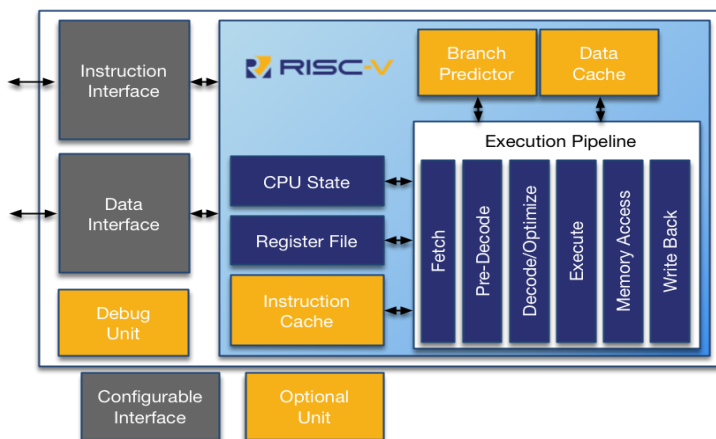 Instruction
Interface
Data
Interface
Debug
Unit
RISC-V
Branch
Predictor
Data
Cache
CPU State
Register File
Instruction
Cache
Execution Pipeline
Fetch
Pre-Decode
Decode/Optimize
Execute
Memory Access
Write Back
Configurable
Interface
Optional
Unit